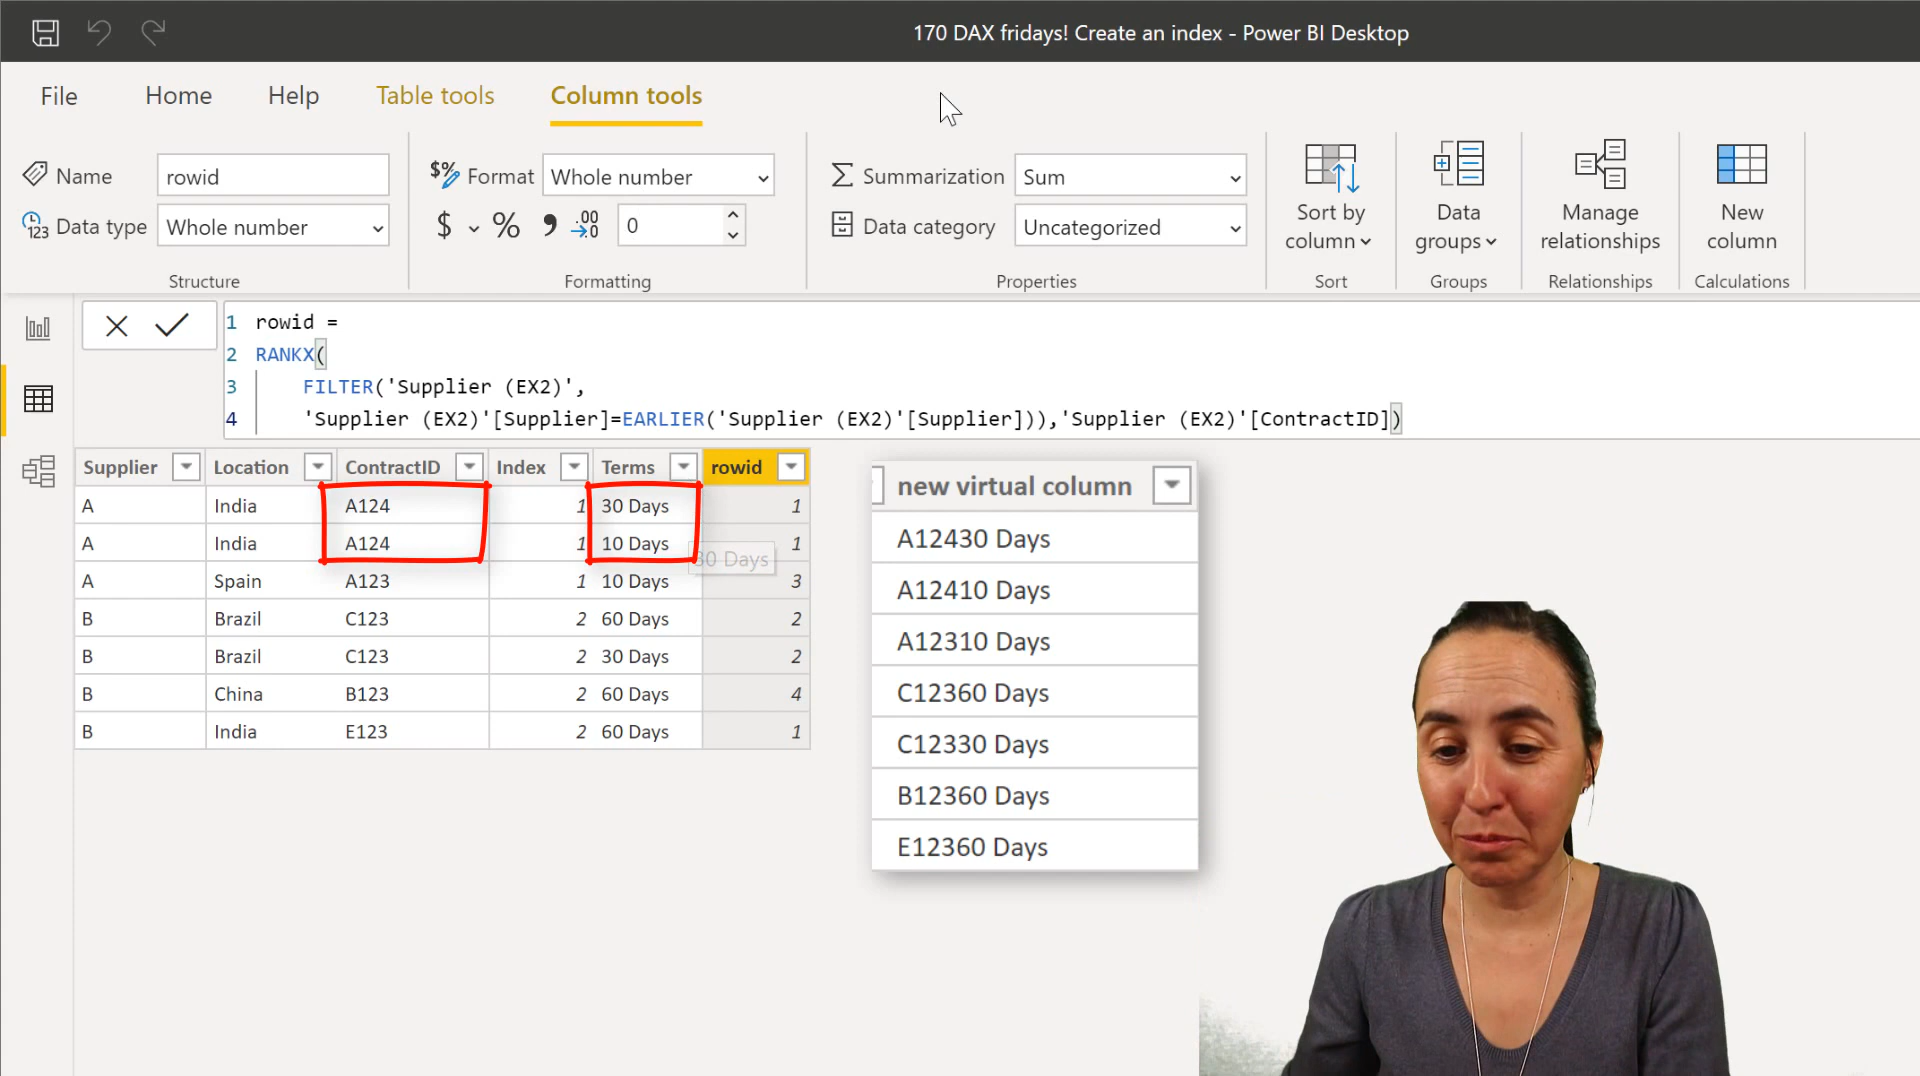 170 DAX fridays! Create an index - Power BI Desktop
File Home Help Table tools Column tools
Name rowid
Data type Whole number
Structure
$% Format Whole number
$ % , .00 .0 0
Formatting
Summarization Sum
Data category Uncategorized
Properties
Sort by column
Sort
Data groups
Groups
Manage relationships
Relationships
New column
Calculations
1 rowid =
2 RANKX(
3 FILTER('Supplier (EX2)',
4 'Supplier (EX2)'[Supplier]=EARLIER('Supplier (EX2)'[Supplier])),'Supplier (EX2)'[ContractID])
Supplier Location ContractID Index Terms rowid
A India A124 1 30 Days 1
A India A124 1 10 Days 1
30 Days
A Spain A123 1 10 Days 3
B Brazil C123 2 60 Days 2
B Brazil C123 2 30 Days 2
B China B123 2 60 Days 4
B India E123 2 60 Days 1
new virtual column
A12430 Days
A12410 Days
A12310 Days
C12360 Days
C12330 Days
B12360 Days
E12360 Days